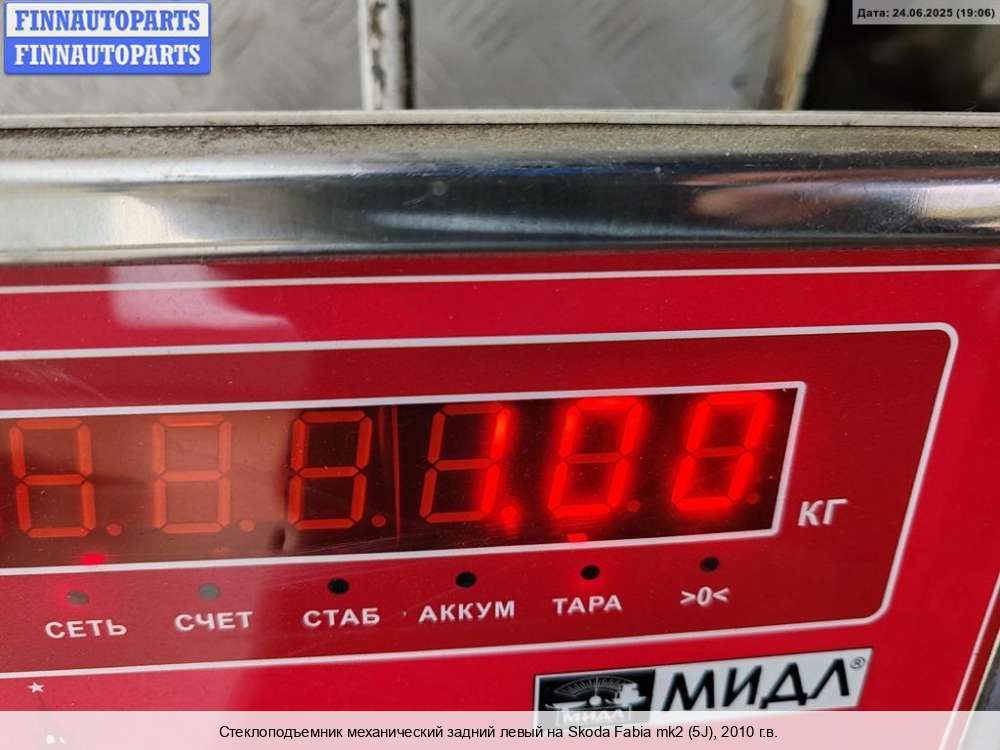 FINNAUTOPARTS
FINNAUTOPARTS
Дата: 24.06.2025 (19:06)
1.00
КГ
СЕТЬ СЧЕТ СТАБ АККУМ ТАРА >0<
МИДЛ®
МИДЛ
Стеклоподъемник механический задний левый на Skoda Fabia mk2 (5J), 2010 г.в.